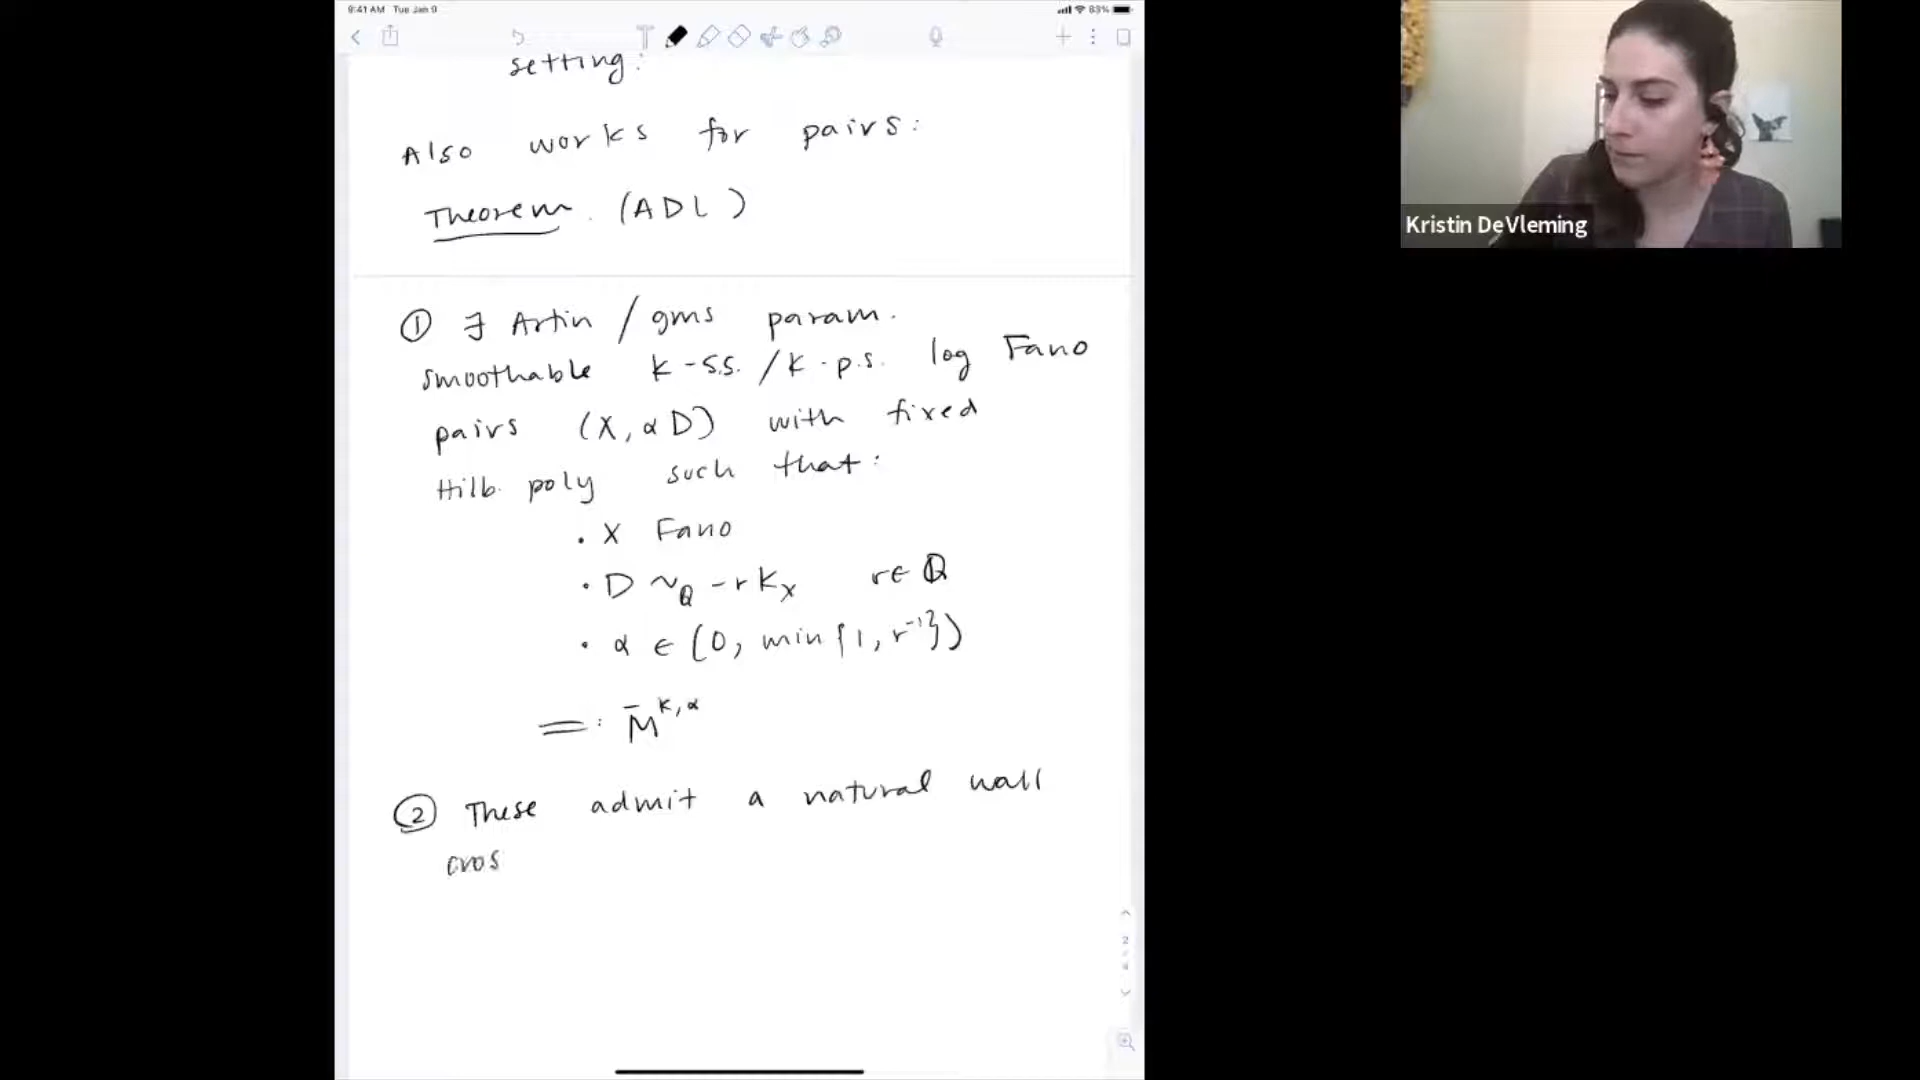 9:41 AM Tue Jan 9
83%
setting:
Also works for pairs:
Theorem. (ADL)
① ∃ Artin / gms param.
smoothable K-s.s. / K-p.s. log Fano
pairs (X, αD) with fixed
Hilb. poly such that:
• X Fano
• D ~ℚ -rK_X r ∈ ℚ
• α ∈ (0, min{1, r⁻¹})
=: M̄^{K,α}
② These admit a natural wall
cros
Kristin DeVleming